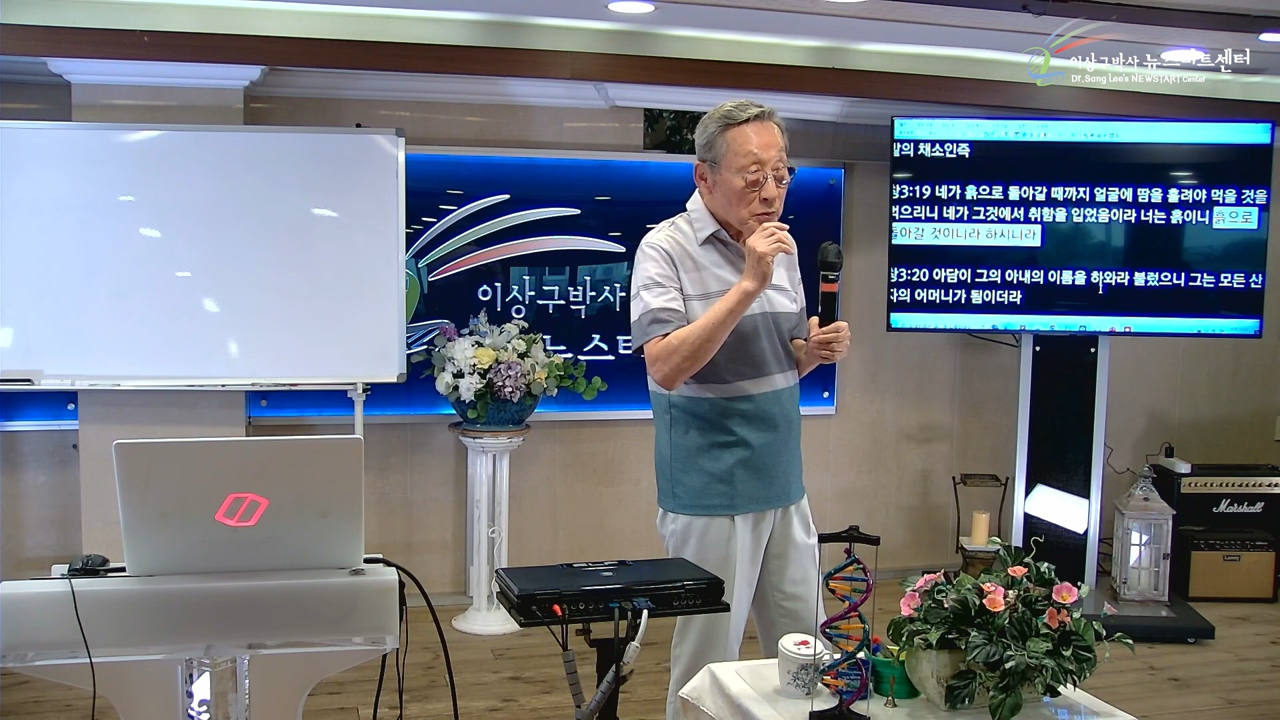 이상구박사 뉴스타트센터
Dr. Sang Lee's NEWSTART Center
말의 채소인즉
창3:19 네가 흙으로 돌아갈 때까지 얼굴에 땀을 흘려야 먹을 것을
먹으리니 네가 그것에서 취함을 입었음이라 너는 흙이니 흙으로
돌아갈 것이니라 하시니라
창3:20 아담이 그의 아내의 이름을 하와라 불렀으니 그는 모든 산
자의 어머니가 됨이더라
이상구박사
뉴스타
Marshall
Laney